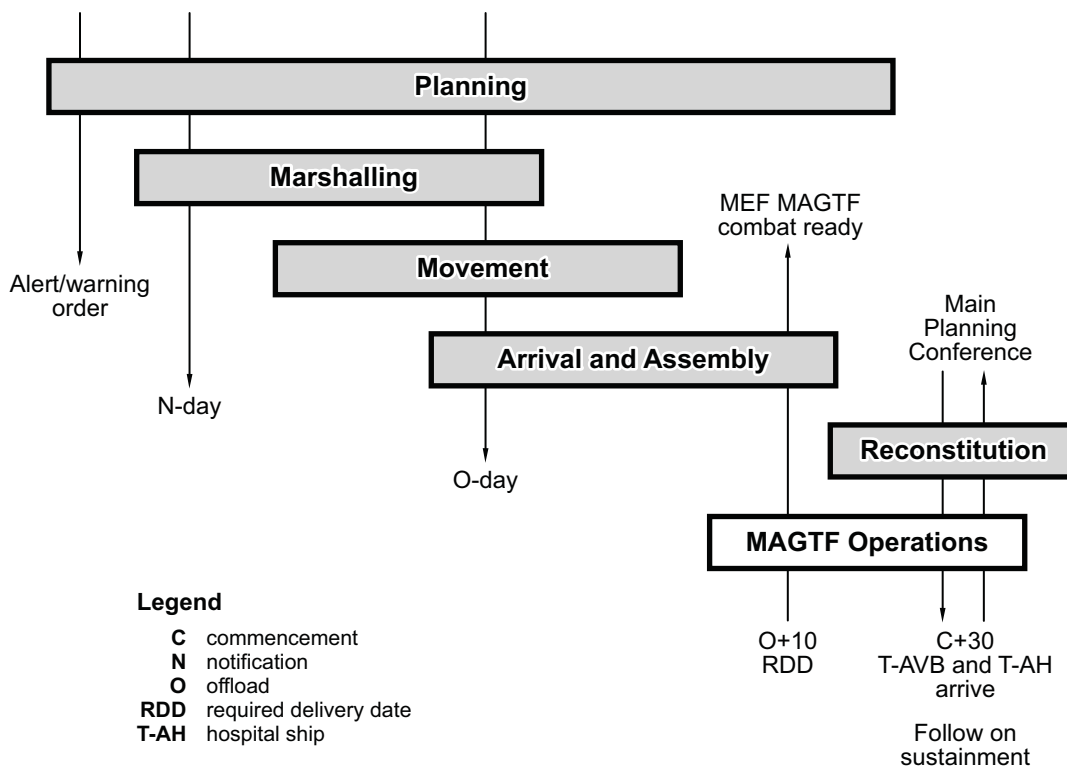 Planning
Marshalling
MEF MAGTF
combat ready
Movement
Alert/warning
order
Main
Planning
Conference
Arrival and Assembly
N-day
Reconstitution
O-day
MAGTF Operations
Legend
C commencement
N notification
O offload
RDD required delivery date
T-AH hospital ship
O+10
RDD
C+30
T-AVB and T-AH
arrive
Follow on
sustainment